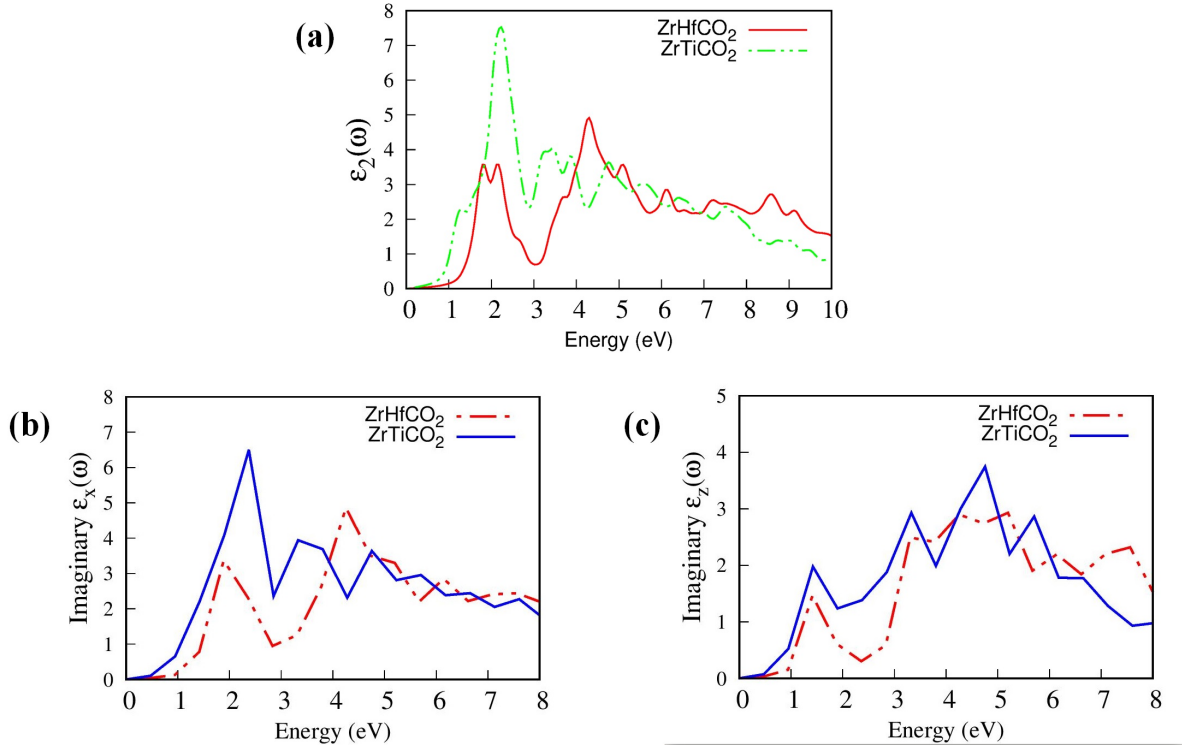 (a)
ε₂(ω)
8
7
6
5
4
3
2
1
0
ZrHfCO₂
ZrTiCO₂
0 1 2 3 4 5 6 7 8 9 10
Energy (eV)
(b)
Imaginary εₓ(ω)
8
7
6
5
4
3
2
1
0
ZrHfCO₂
ZrTiCO₂
0 1 2 3 4 5 6 7 8
Energy (eV)
(c)
Imaginary ε_z(ω)
5
4
3
2
1
0
ZrHfCO₂
ZrTiCO₂
0 1 2 3 4 5 6 7 8
Energy (eV)